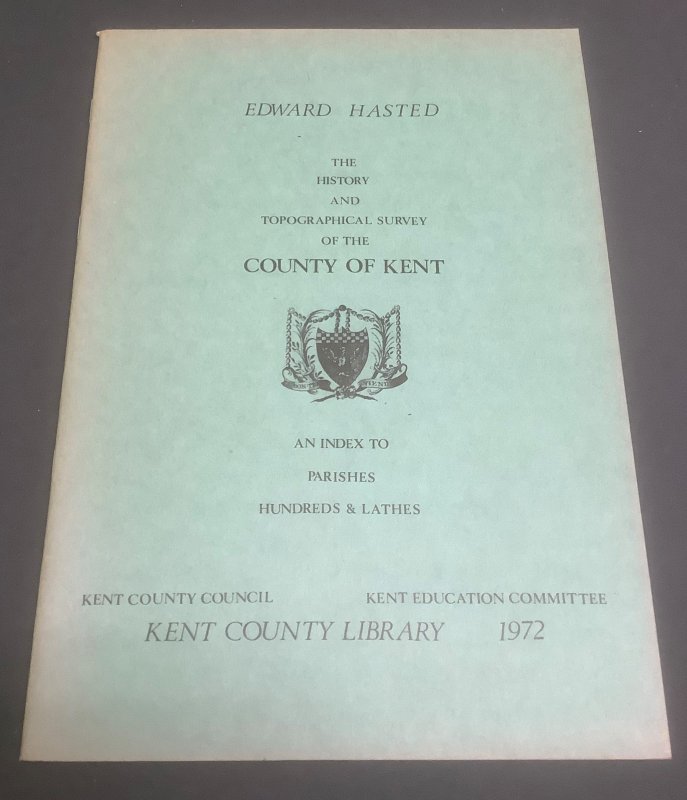 EDWARD HASTED
THE
HISTORY
AND
TOPOGRAPHICAL SURVEY
OF THE
COUNTY OF KENT
AN INDEX TO
PARISHES
HUNDREDS & LATHES
KENT COUNTY COUNCIL KENT EDUCATION COMMITTEE
KENT COUNTY LIBRARY 1972